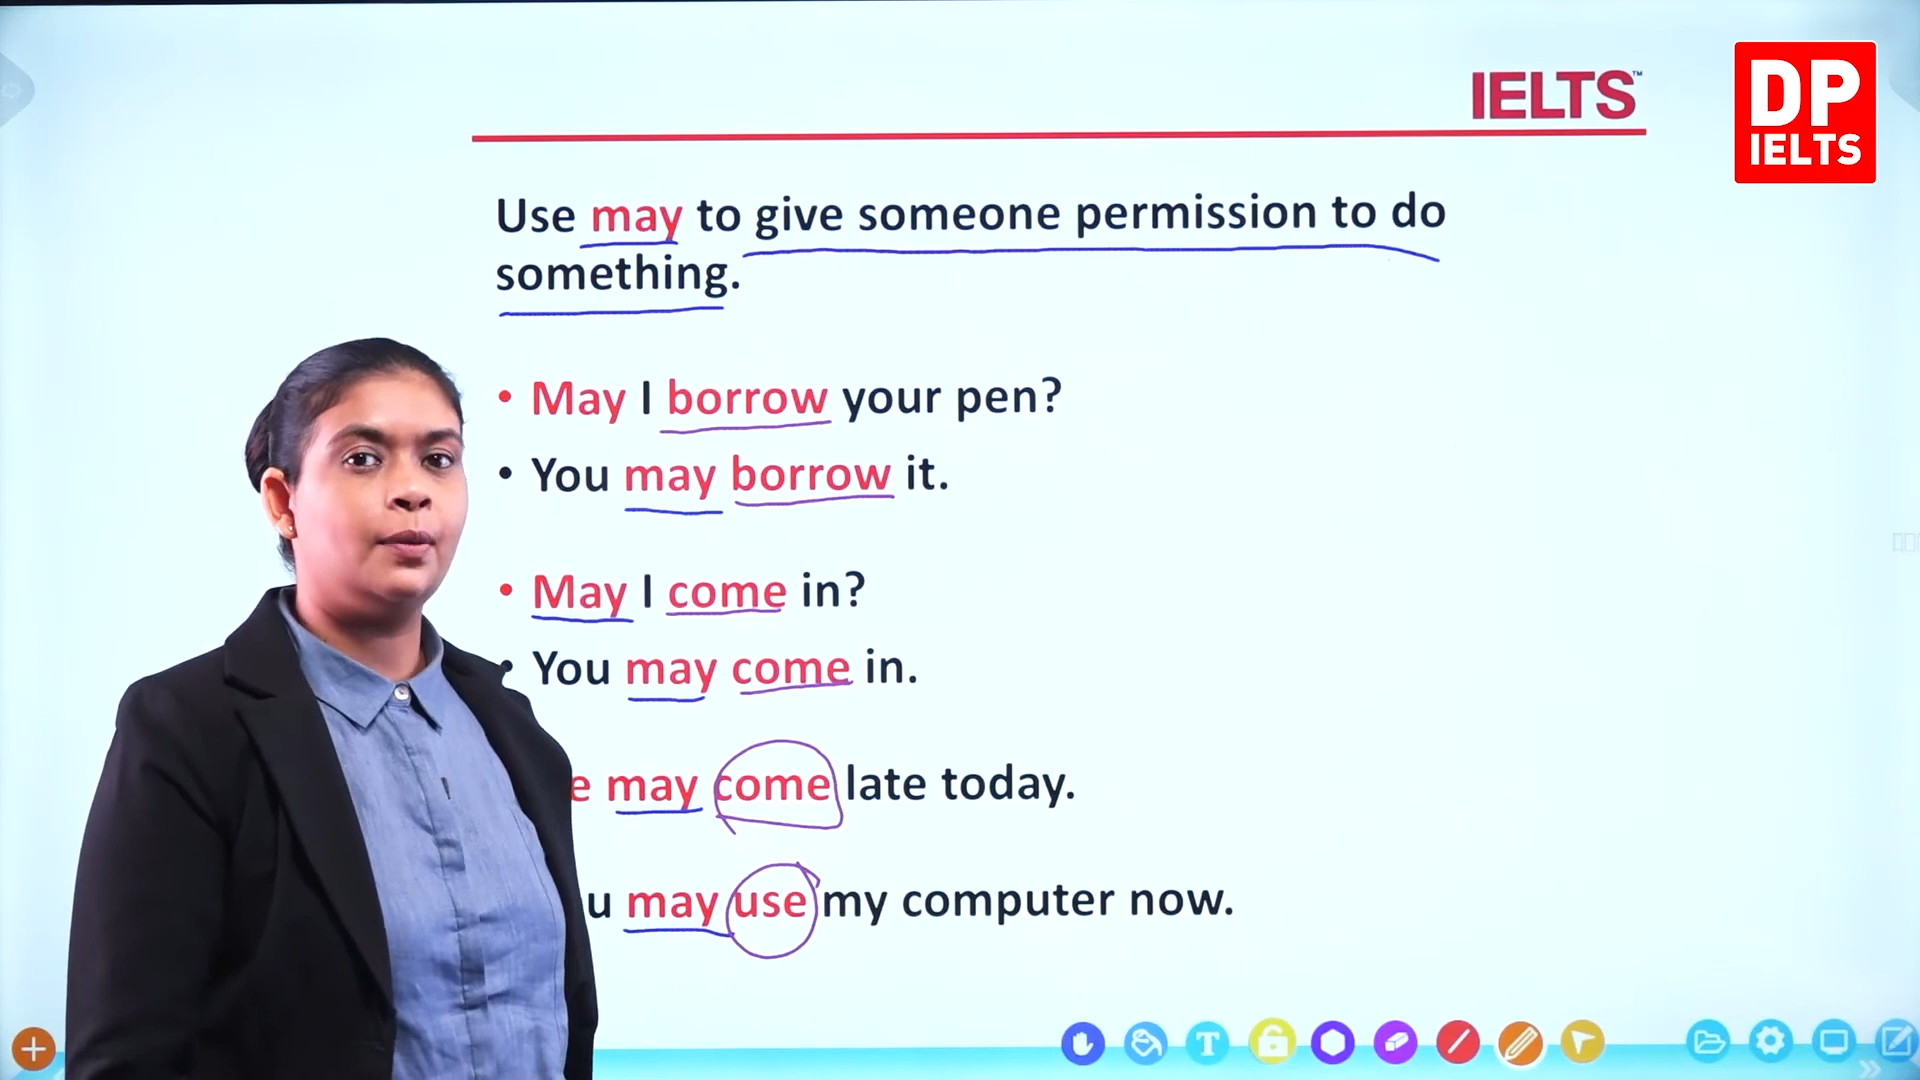 IELTS™
DP
IELTS
Use may to give someone permission to do
something.
• May I borrow your pen?
• You may borrow it.
• May I come in?
• You may come in.
may come late today.
may use my computer now.